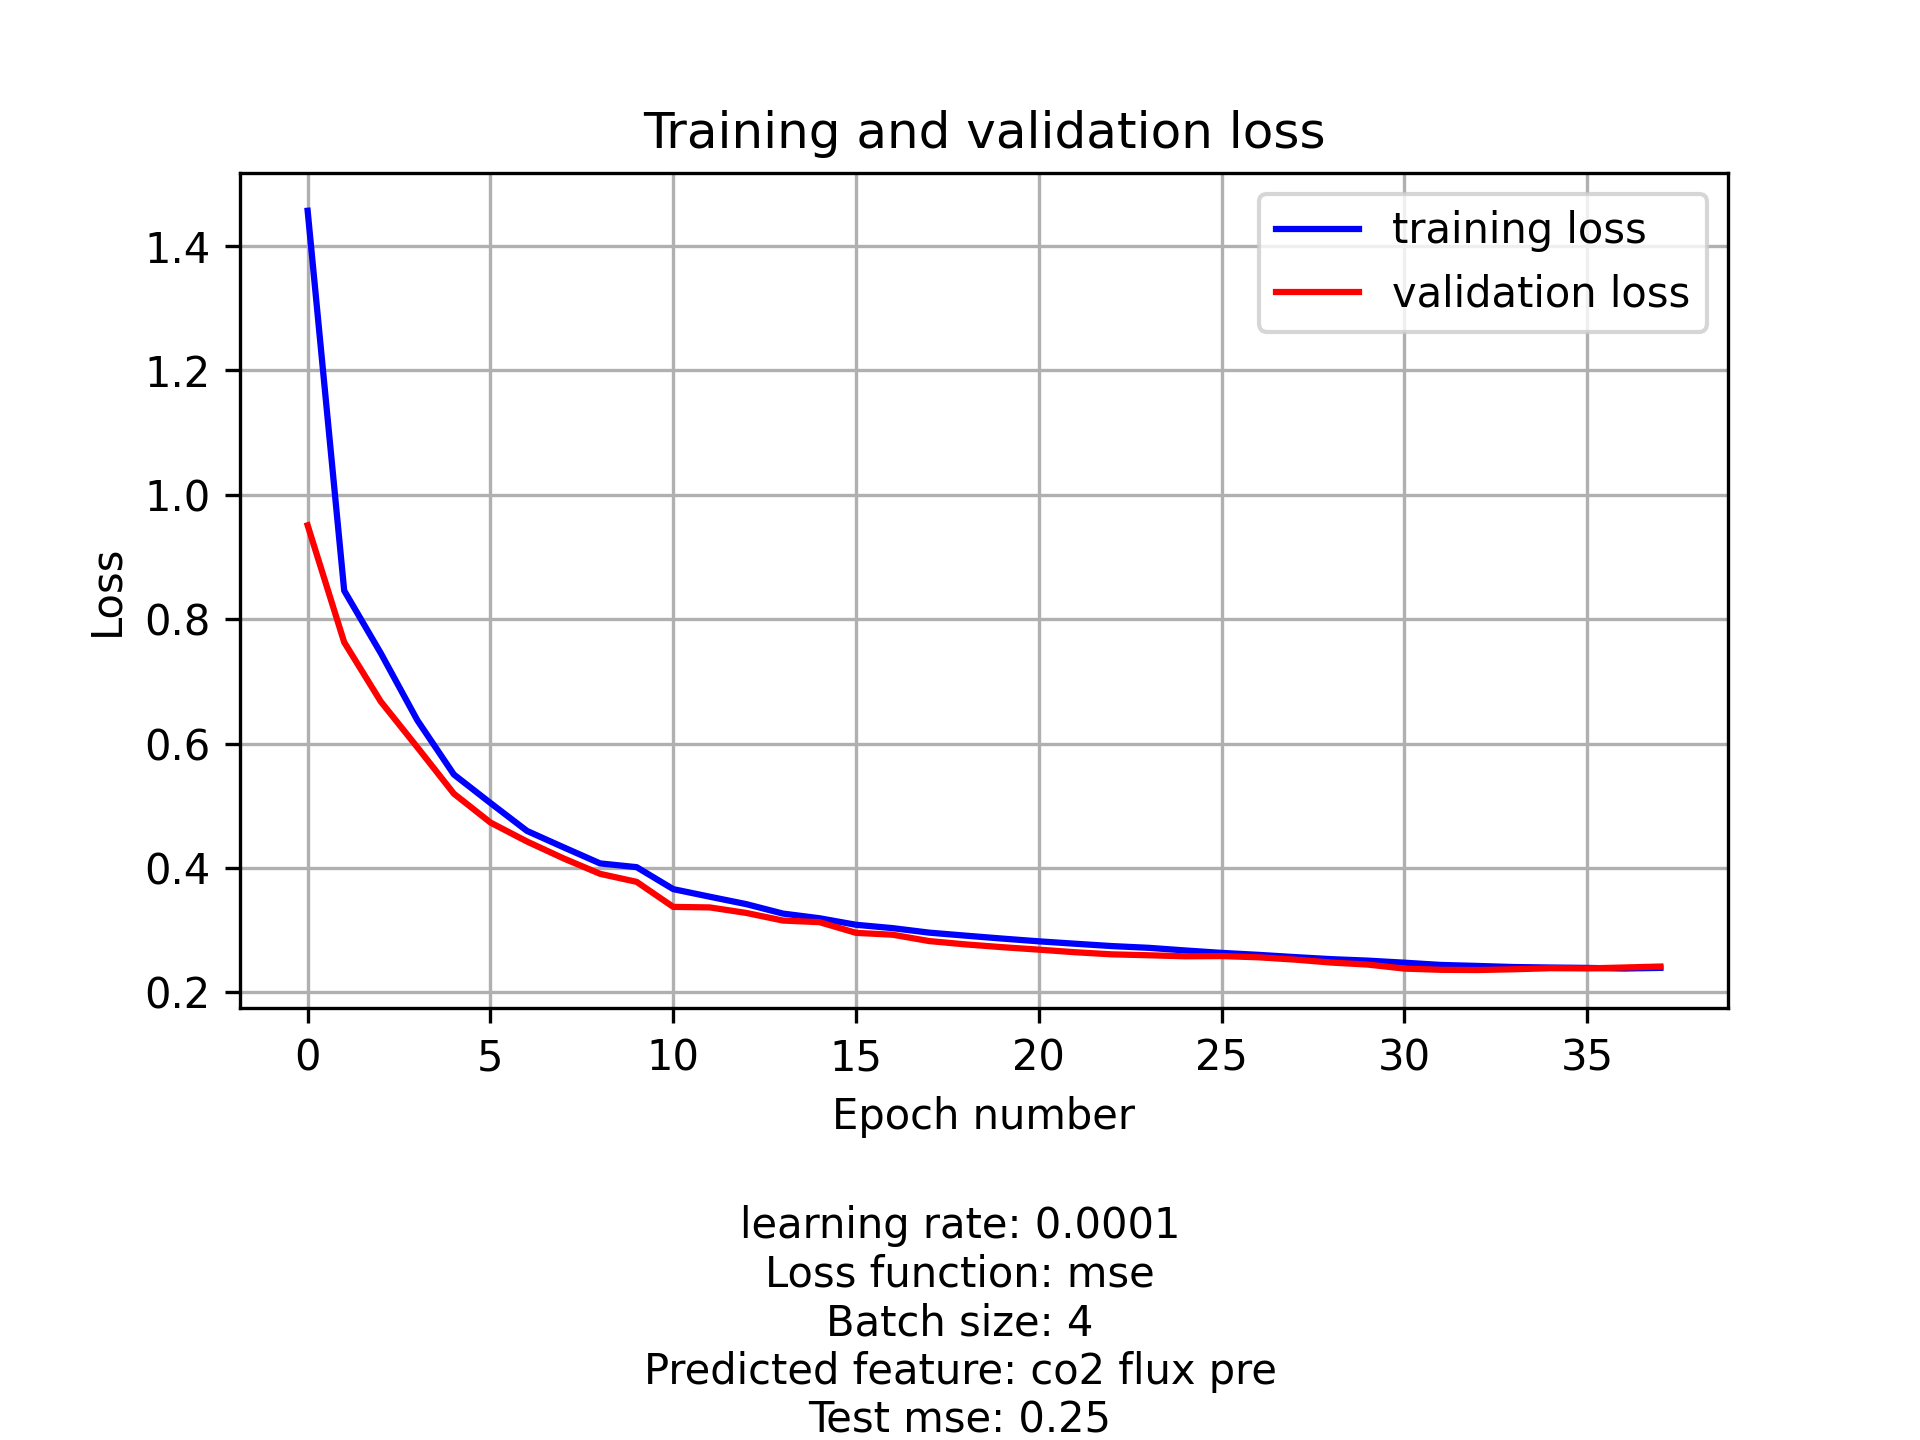 Training and validation loss
training loss
validation loss
Loss
1.4
1.2
1.0
0.8
0.6
0.4
0.2
0 5 10 15 20 25 30 35
Epoch number
learning rate: 0.0001
Loss function: mse
Batch size: 4
Predicted feature: co2 flux pre
Test mse: 0.25